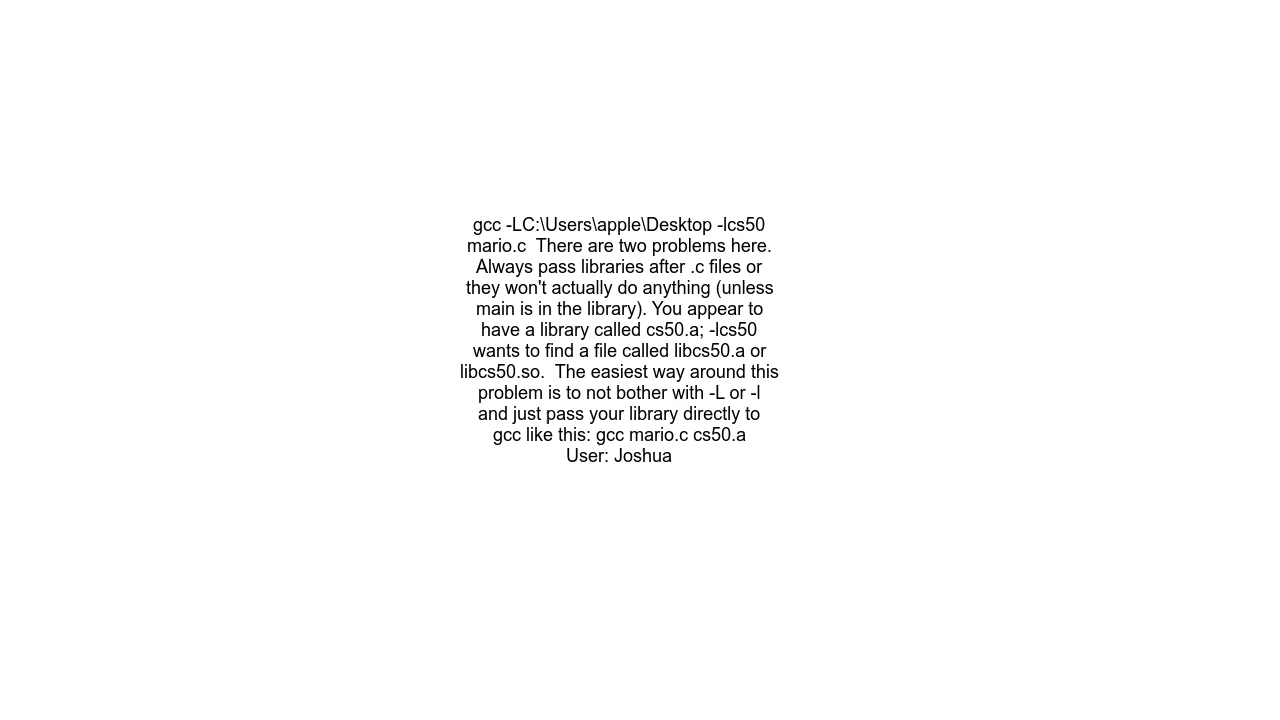 gcc -LC:\Users\apple\Desktop -lcs50
mario.c  There are two problems here.
Always pass libraries after .c files or
they won't actually do anything (unless
main is in the library). You appear to
have a library called cs50.a; -lcs50
wants to find a file called libcs50.a or
libcs50.so.  The easiest way around this
problem is to not bother with -L or -l
and just pass your library directly to
gcc like this: gcc mario.c cs50.a
User: Joshua